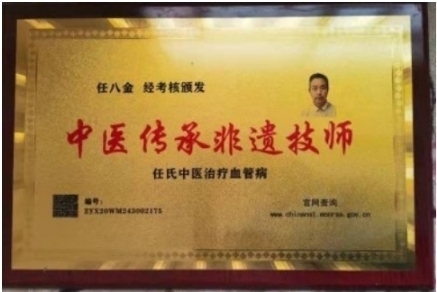 任八金 经考核颁发
中医传承非遗技师
任氏中医治疗血管病
编号:
ZYX20WM243002175
官网查询